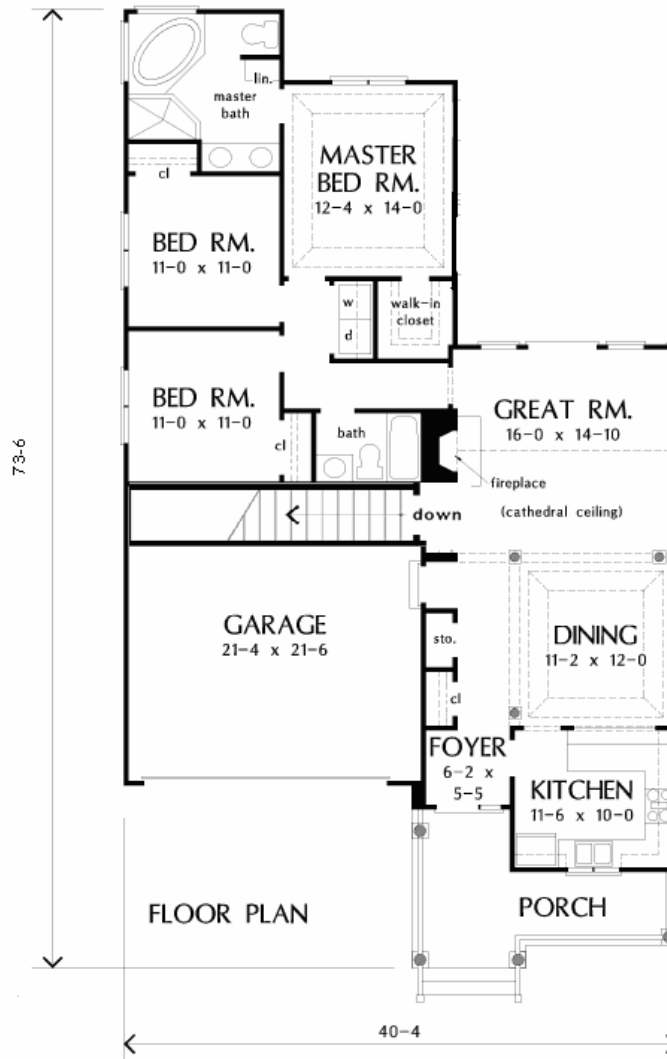 lin.
master
bath
MASTER
BED RM.
12-4 x 14-0
cl
BED RM.
11-0 x 11-0
w
d
walk-in
closet
BED RM.
11-0 x 11-0
cl
bath
GREAT RM.
16-0 x 14-10
fireplace
(cathedral ceiling)
73-6
down
GARAGE
21-4 x 21-6
sto.
DINING
11-2 x 12-0
cl
FOYER
6-2 x
5-5
KITCHEN
11-6 x 10-0
FLOOR PLAN
PORCH
40-4